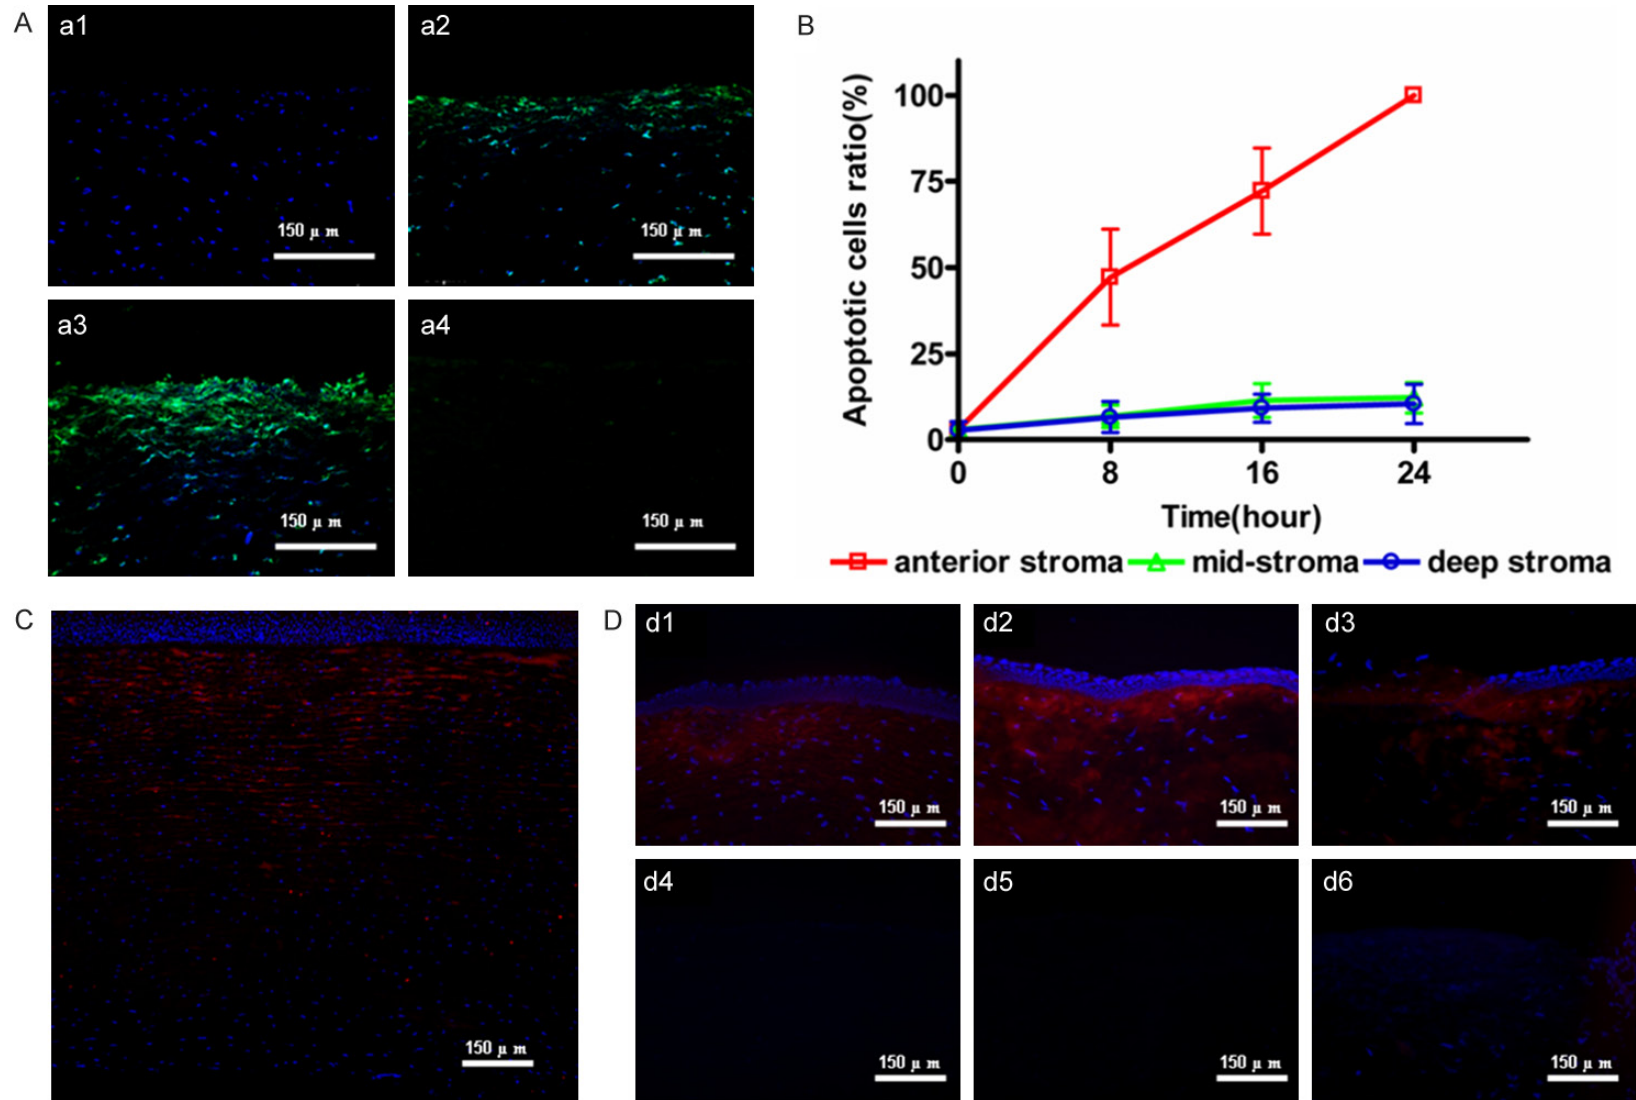 A
a1
a2
150 µ m
150 µ m
a3
a4
150 µ m
150 µ m
B
Apoptotic cells ratio(%)
100
75
50
25
0
0 8 16 24
Time(hour)
anterior stroma mid-stroma deep stroma
C
150 µ m
D
d1
d2
d3
150 µ m
150 µ m
150 µ m
d4
d5
d6
150 µ m
150 µ m
150 µ m